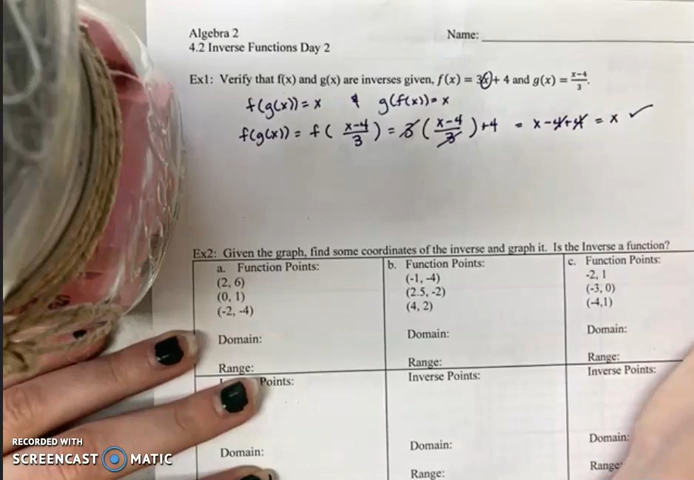 Algebra 2
Name:
4.2 Inverse Functions Day 2
Ex1: Verify that f(x) and g(x) are inverses given, f(x) = 3x + 4 and g(x) = (x-4)/3.
f(g(x)) = x & g(f(x)) = x
f(g(x)) = f( (x-4)/3 ) = 3( (x-4)/3 ) + 4 = x - 4 + 4 = x ✓
Ex2: Given the graph, find some coordinates of the inverse and graph it. Is the Inverse a function?
a. Function Points:
(2, 6)
(0, 1)
(-2, -4)
Domain:
Range:
b. Function Points:
(-1, -4)
(2.5, -2)
(4, 2)
Domain:
Range:
c. Function Points:
-2, 1
(-3, 0)
(-4,1)
Domain:
Range:
Points:
Domain:
Inverse Points:
Domain:
Range:
Inverse Points:
Domain:
Range:
RECORDED WITH
SCREENCAST MATIC